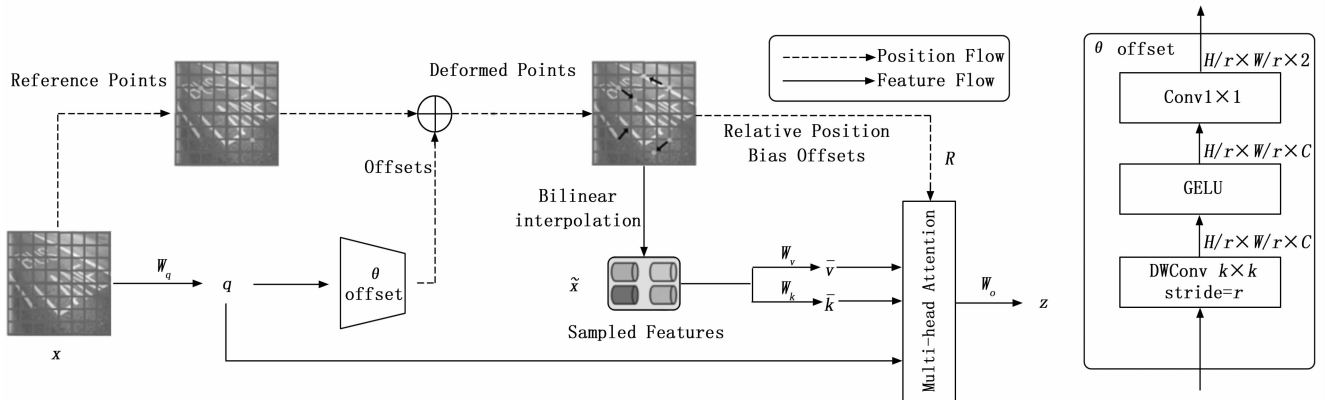 Reference Points
Deformed Points
Position Flow
Feature Flow
Offsets
Relative Position
Bias Offsets
R
Bilinear
interpolation
x
W_q
q
θ
offset
x̃
Sampled Features
W_v
v̄
W_k
k̄
Multi-head Attention
W_o
z
θ offset
H/r×W/r×2
Conv1×1
H/r×W/r×C
GELU
H/r×W/r×C
DWConv k×k
stride=r